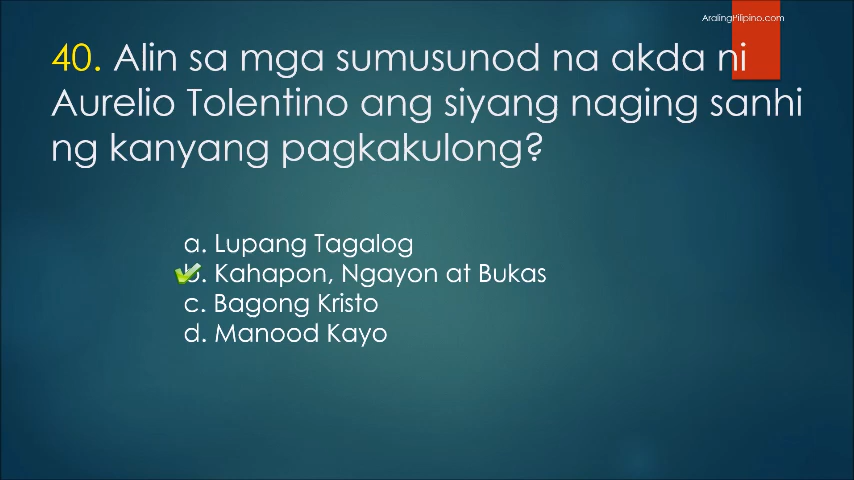 AralingPilipino.com
40. Alin sa mga sumusunod na akda ni
Aurelio Tolentino ang siyang naging sanhi
ng kanyang pagkakulong?
a. Lupang Tagalog
b. Kahapon, Ngayon at Bukas
c. Bagong Kristo
d. Manood Kayo